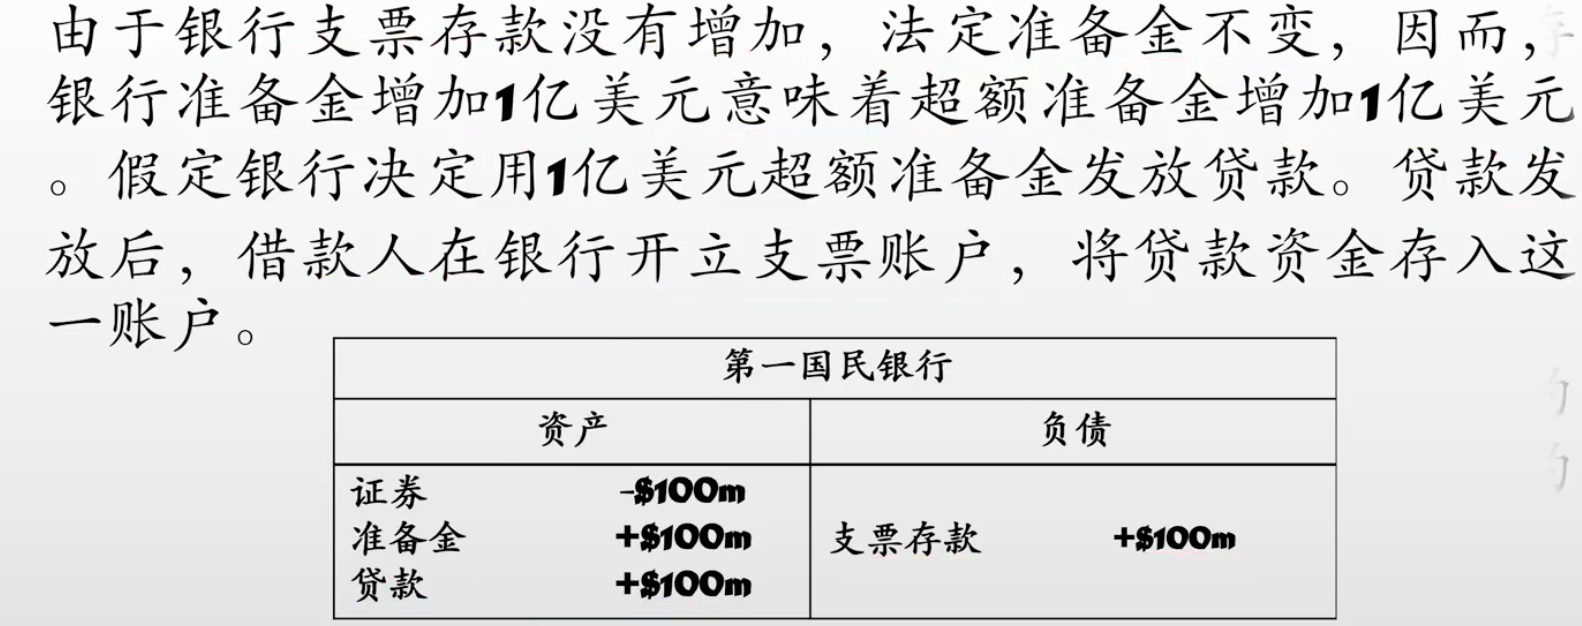 由于银行支票存款没有增加，法定准备金不变，因而，
银行准备金增加1亿美元意味着超额准备金增加1亿美元
。假定银行决定用1亿美元超额准备金发放贷款。贷款发
放后，借款人在银行开立支票账户，将贷款资金存入这
一账户。
第一国民银行
资产 负债
证券 -$100m
准备金 +$100m 支票存款 +$100m
贷款 +$100m